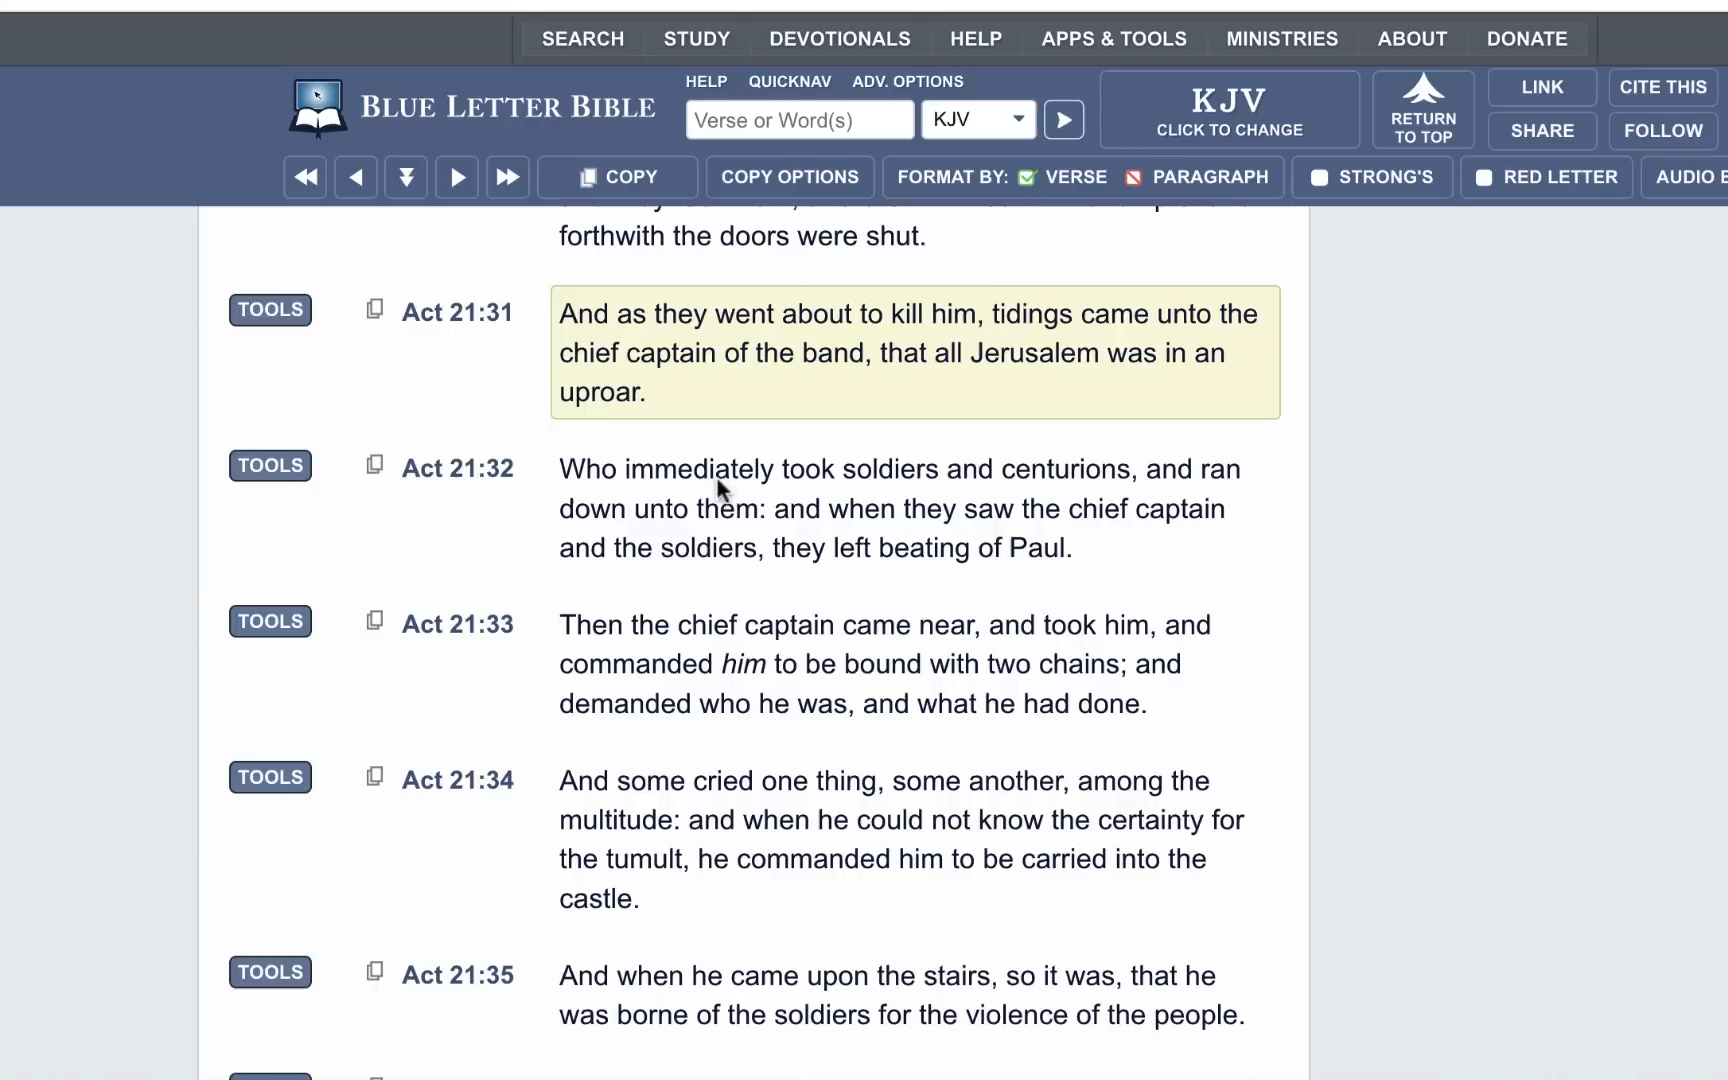 SEARCH STUDY DEVOTIONALS HELP APPS & TOOLS MINISTRIES ABOUT DONATE
BLUE LETTER BIBLE
HELP QUICKNAV ADV. OPTIONS
Verse or Word(s) KJV
KJV
CLICK TO CHANGE
RETURN
TO TOP
LINK CITE THIS
SHARE FOLLOW
COPY COPY OPTIONS FORMAT BY: VERSE PARAGRAPH STRONG'S RED LETTER AUDIO
forthwith the doors were shut.
TOOLS Act 21:31 And as they went about to kill him, tidings came unto the
chief captain of the band, that all Jerusalem was in an
uproar.
TOOLS Act 21:32 Who immediately took soldiers and centurions, and ran
down unto them: and when they saw the chief captain
and the soldiers, they left beating of Paul.
TOOLS Act 21:33 Then the chief captain came near, and took him, and
commanded him to be bound with two chains; and
demanded who he was, and what he had done.
TOOLS Act 21:34 And some cried one thing, some another, among the
multitude: and when he could not know the certainty for
the tumult, he commanded him to be carried into the
castle.
TOOLS Act 21:35 And when he came upon the stairs, so it was, that he
was borne of the soldiers for the violence of the people.